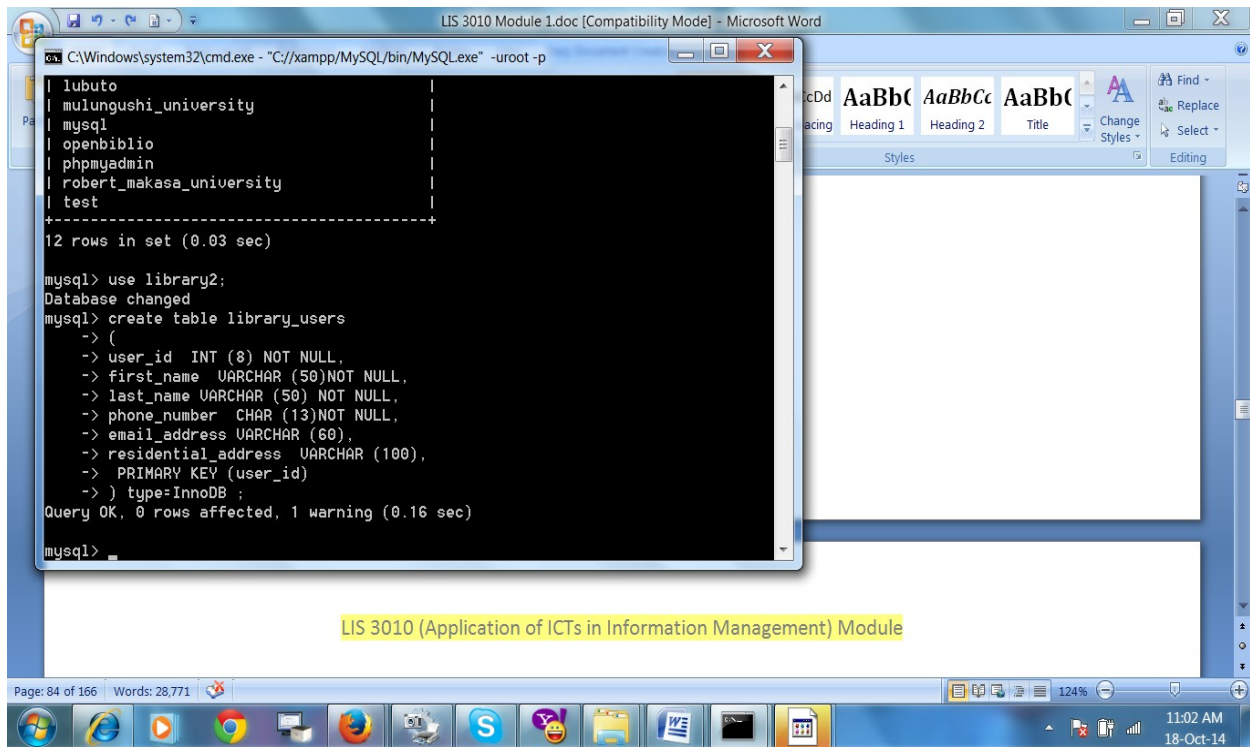 LIS 3010 Module 1.doc [Compatibility Mode] - Microsoft Word
C:\Windows\system32\cmd.exe - "C://xampp/MySQL/bin/MySQL.exe" -uroot -p
| lubuto |
| mulungushi_university |
| mysql |
| openbiblio |
| phpmyadmin |
| robert_makasa_university |
| test |
+----------------------------------------+
12 rows in set (0.03 sec)
mysql> use library2;
Database changed
mysql> create table library_users
-> (
-> user_id INT (8) NOT NULL,
-> first_name VARCHAR (50)NOT NULL,
-> last_name VARCHAR (50) NOT NULL,
-> phone_number CHAR (13)NOT NULL,
-> email_address VARCHAR (60),
-> residential_address VARCHAR (100),
-> PRIMARY KEY (user_id)
-> ) type=InnoDB ;
Query OK, 0 rows affected, 1 warning (0.16 sec)
mysql> _
CcDd AaBb( AaBbCc AaBb(
acing Heading 1 Heading 2 Title
Change Styles
Styles
Find
Replace
Select
Editing
LIS 3010 (Application of ICTs in Information Management) Module
Page: 84 of 166 Words: 28,771
124%
11:02 AM
18-Oct-14